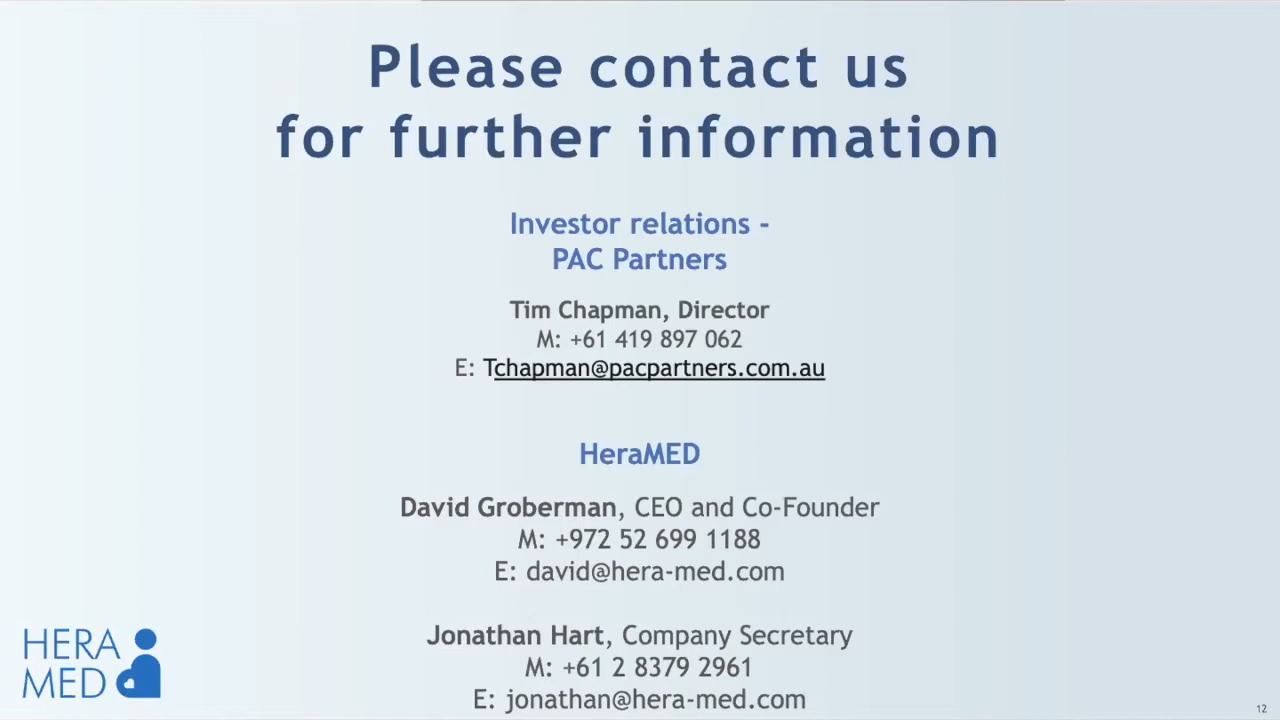 Please contact us
for further information
Investor relations -
PAC Partners
Tim Chapman, Director
M: +61 419 897 062
E: Tchapman@pacpartners.com.au
HeraMED
David Groberman, CEO and Co-Founder
M: +972 52 699 1188
E: david@hera-med.com
Jonathan Hart, Company Secretary
M: +61 2 8379 2961
E: jonathan@hera-med.com
HERA
MED
12